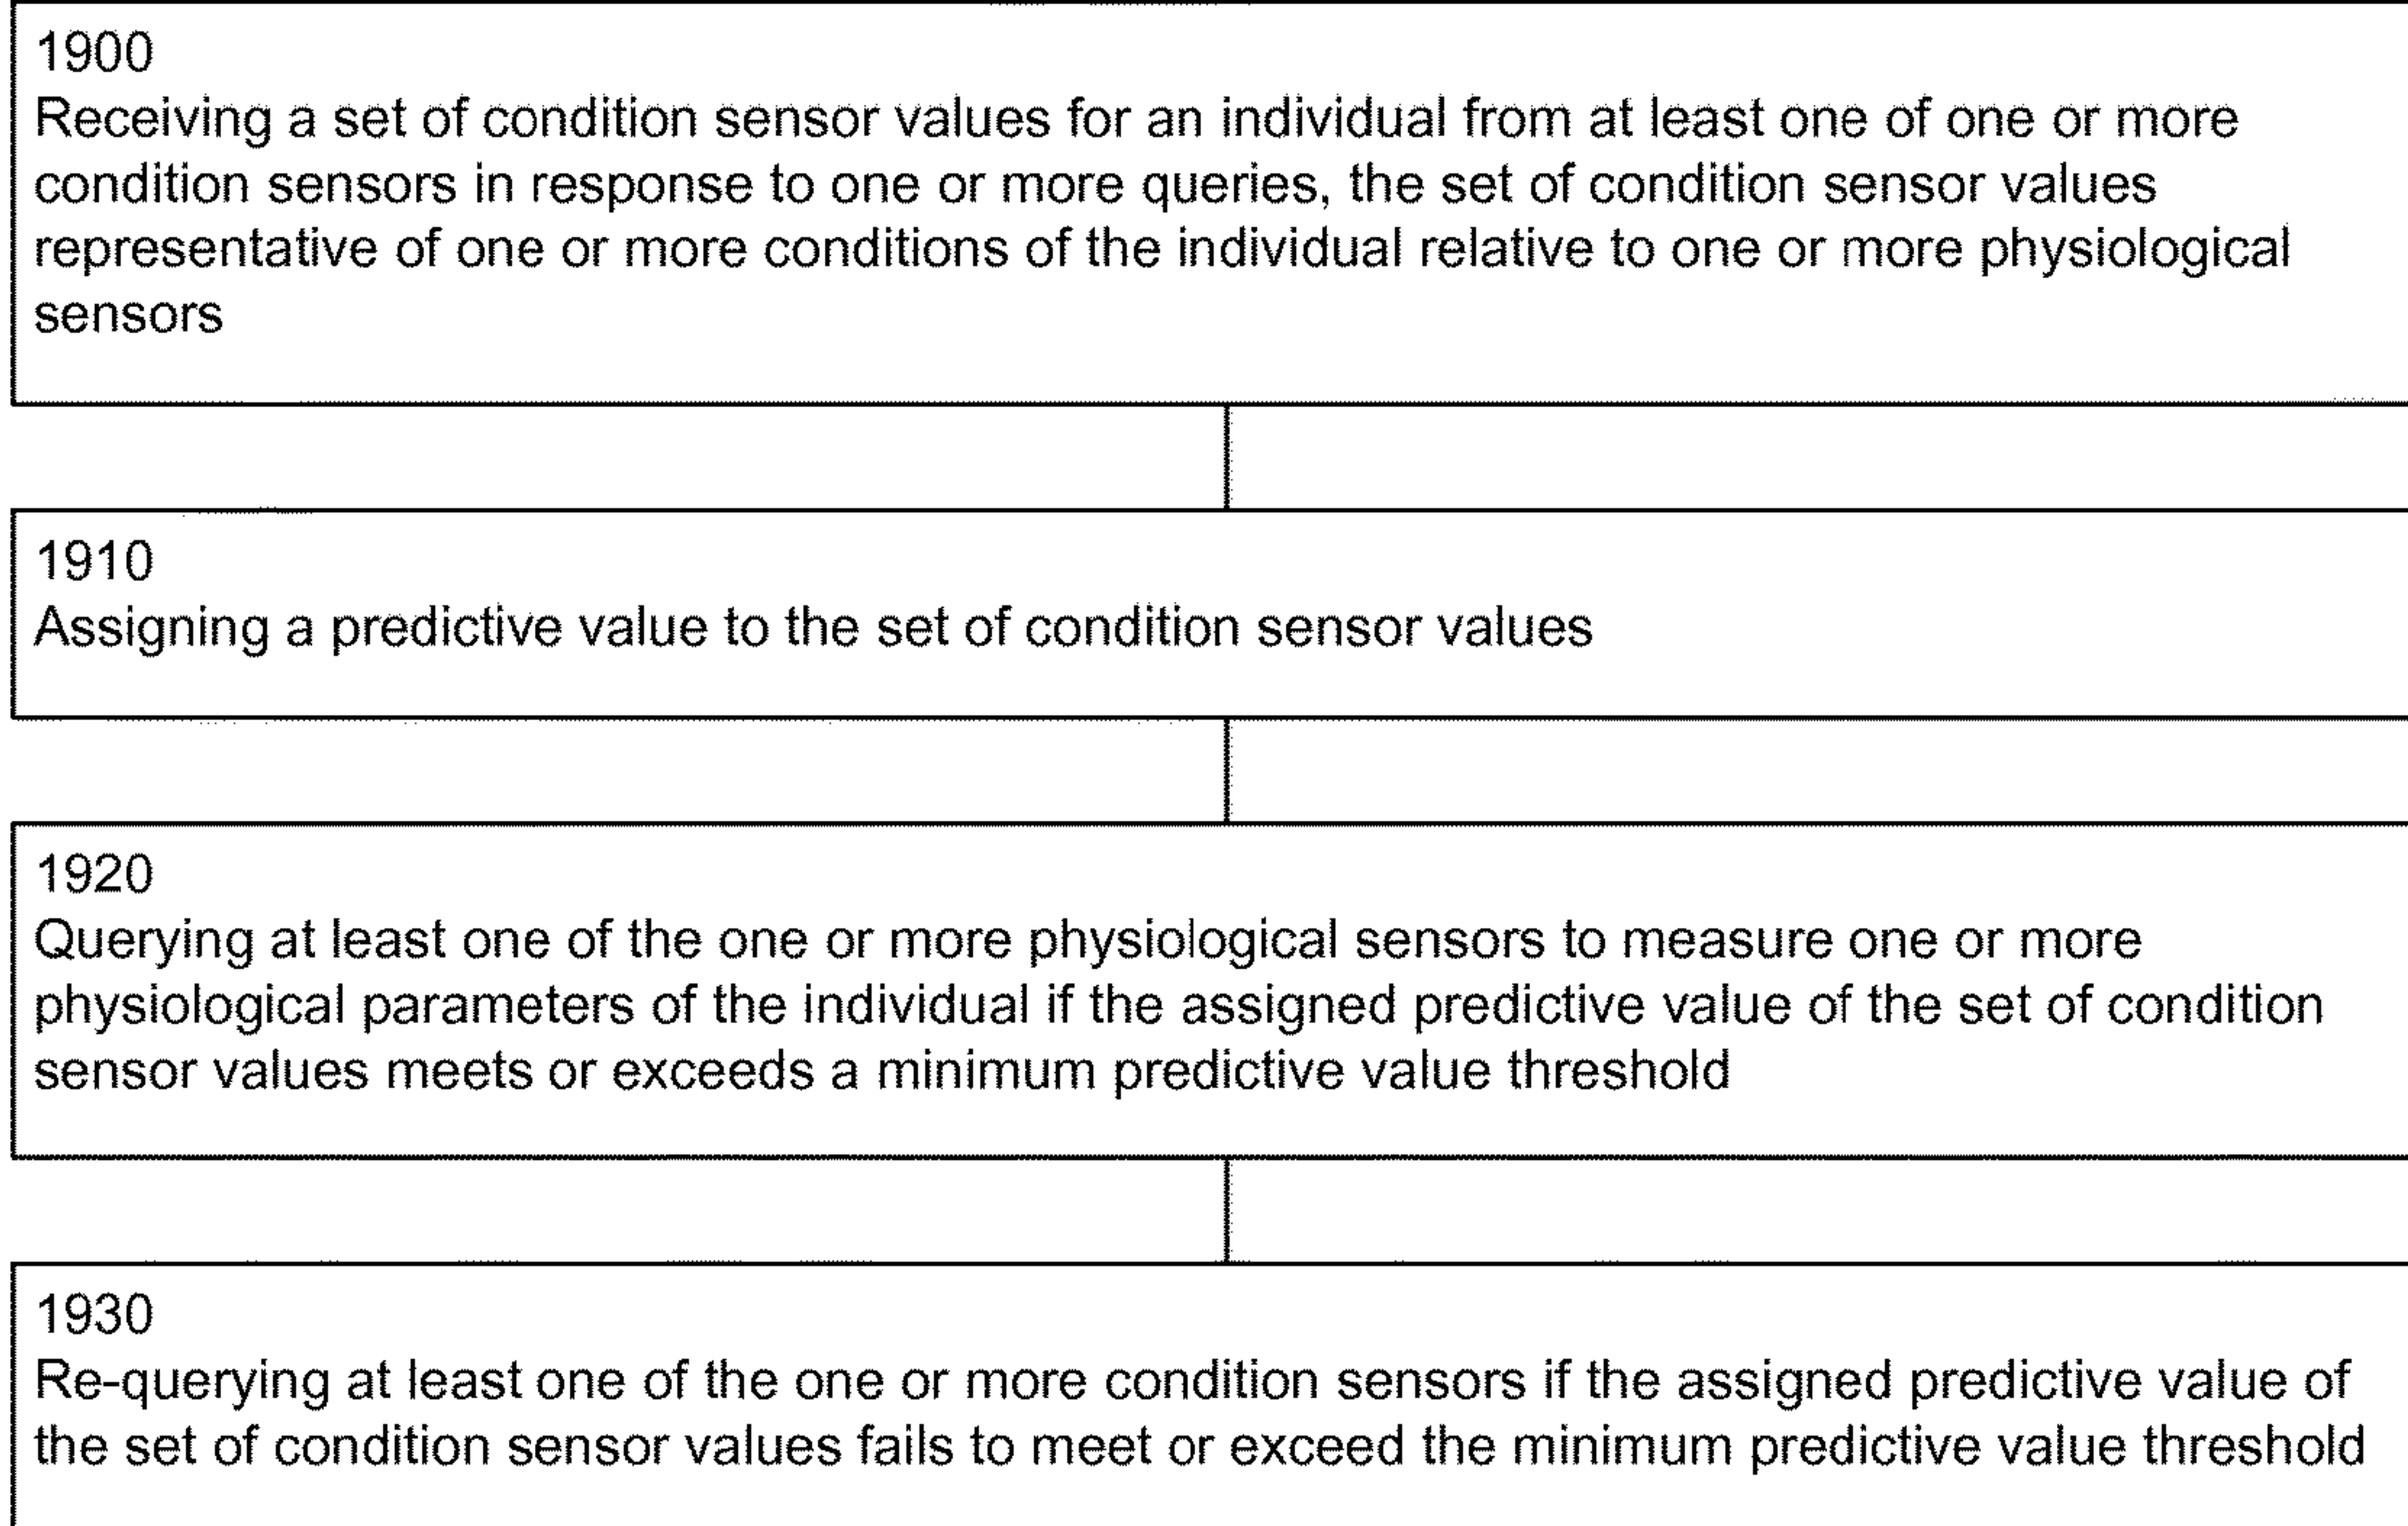 1900
Receiving a set of condition sensor values for an individual from at least one of one or more
condition sensors in response to one or more queries, the set of condition sensor values
representative of one or more conditions of the individual relative to one or more physiological
sensors
1910
Assigning a predictive value to the set of condition sensor values
1920
Querying at least one of the one or more physiological sensors to measure one or more
physiological parameters of the individual if the assigned predictive value of the set of condition
sensor values meets or exceeds a minimum predictive value threshold
1930
Re-querying at least one of the one or more condition sensors if the assigned predictive value of
the set of condition sensor values fails to meet or exceed the minimum predictive value threshold